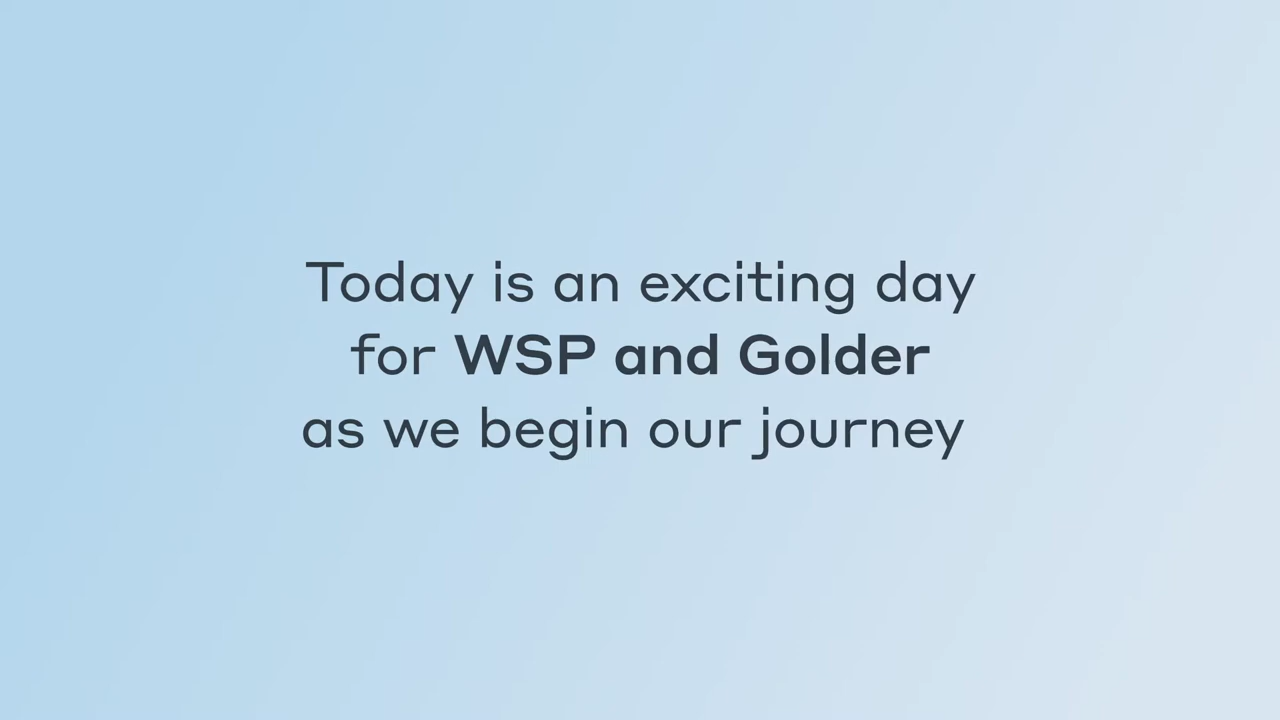 Today is an exciting day
for WSP and Golder
as we begin our journey